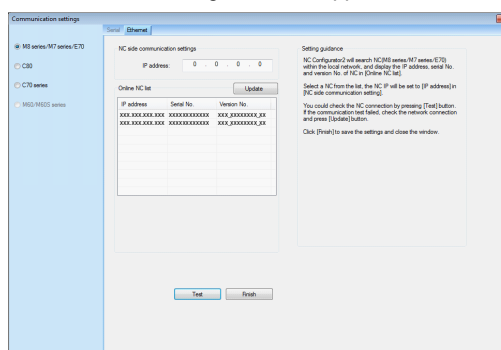 Communication settings
Serial Ethernet
M8 series/M7 series/E70
C80
C70 series
M60/M60S series
NC side communication settings
IP address: 0 . 0 . 0 . 0
Online NC list Update
IP address Serial No. Version No.
XXX.XXX.XXX.XXX XXXXXXXXXXXX XXX_XXXXXXXXX_XX
XXX.XXX.XXX.XXX XXXXXXXXXXXX XXX_XXXXXXXXX_XX
Test Finish
Setting guidance
NC Configurator2 will search NC(M8 series/M7 series/E70)
within the local network, and display the IP address, serial No.
and version No. of NC in [Online NC list].
Select a NC from the list, the NC IP will be set to [IP address] in
[NC side communication setting].
You could check the NC connection by pressing [Test] button.
If the communication test failed, check the network connection
and press [Update] button.
Click [Finish] to save the settings and close the window.